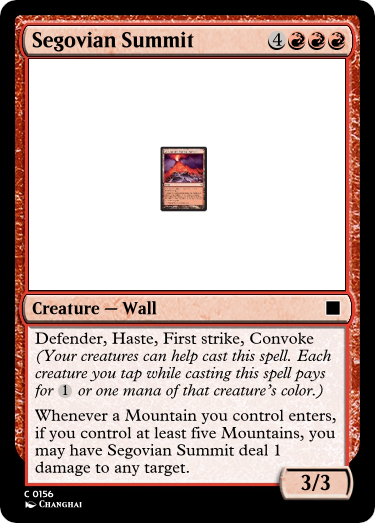 Segovian Summit 4
Creature — Wall
Defender, Haste, First strike, Convoke
(Your creatures can help cast this spell. Each
creature you tap while casting this spell pays
for 1 or one mana of that creature's color.)
Whenever a Mountain you control enters,
if you control at least five Mountains, you
may have Segovian Summit deal 1
damage to any target.
3/3
C 0156
Changhai